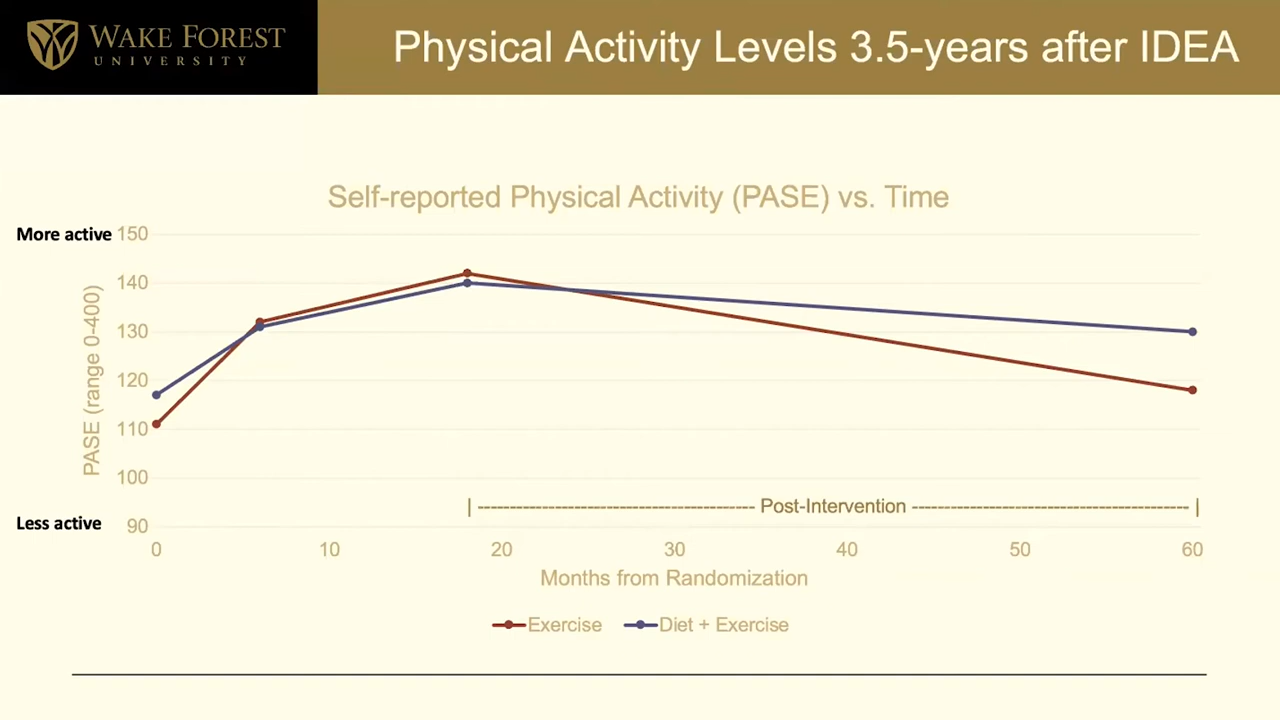 WAKE FOREST
UNIVERSITY
Physical Activity Levels 3.5-years after IDEA
Self-reported Physical Activity (PASE) vs. Time
More active
150
140
130
120
110
100
90
Less active
PASE (range 0-400)
| ---------------------------------------------------- Post-Intervention ---------------------------------------------------- |
0 10 20 30 40 50 60
Months from Randomization
Exercise Diet + Exercise